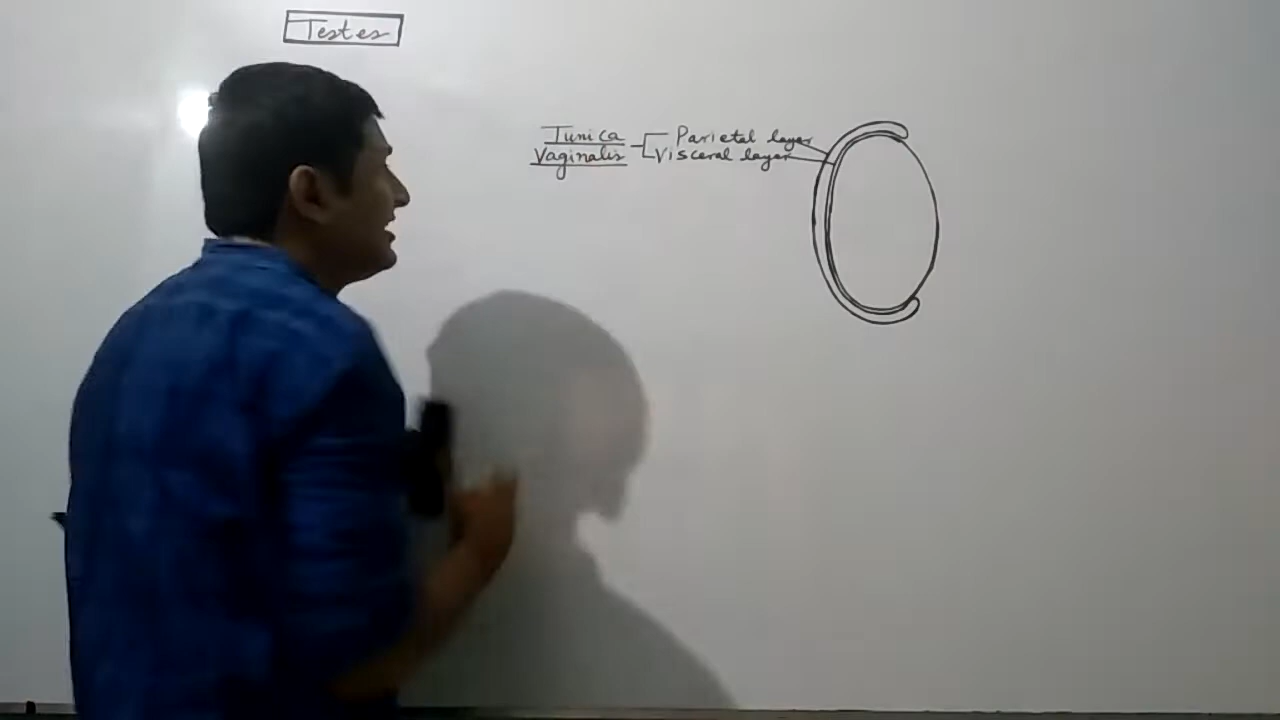 Testes
Tunica
Vaginalis
Parietal layer
Visceral layer